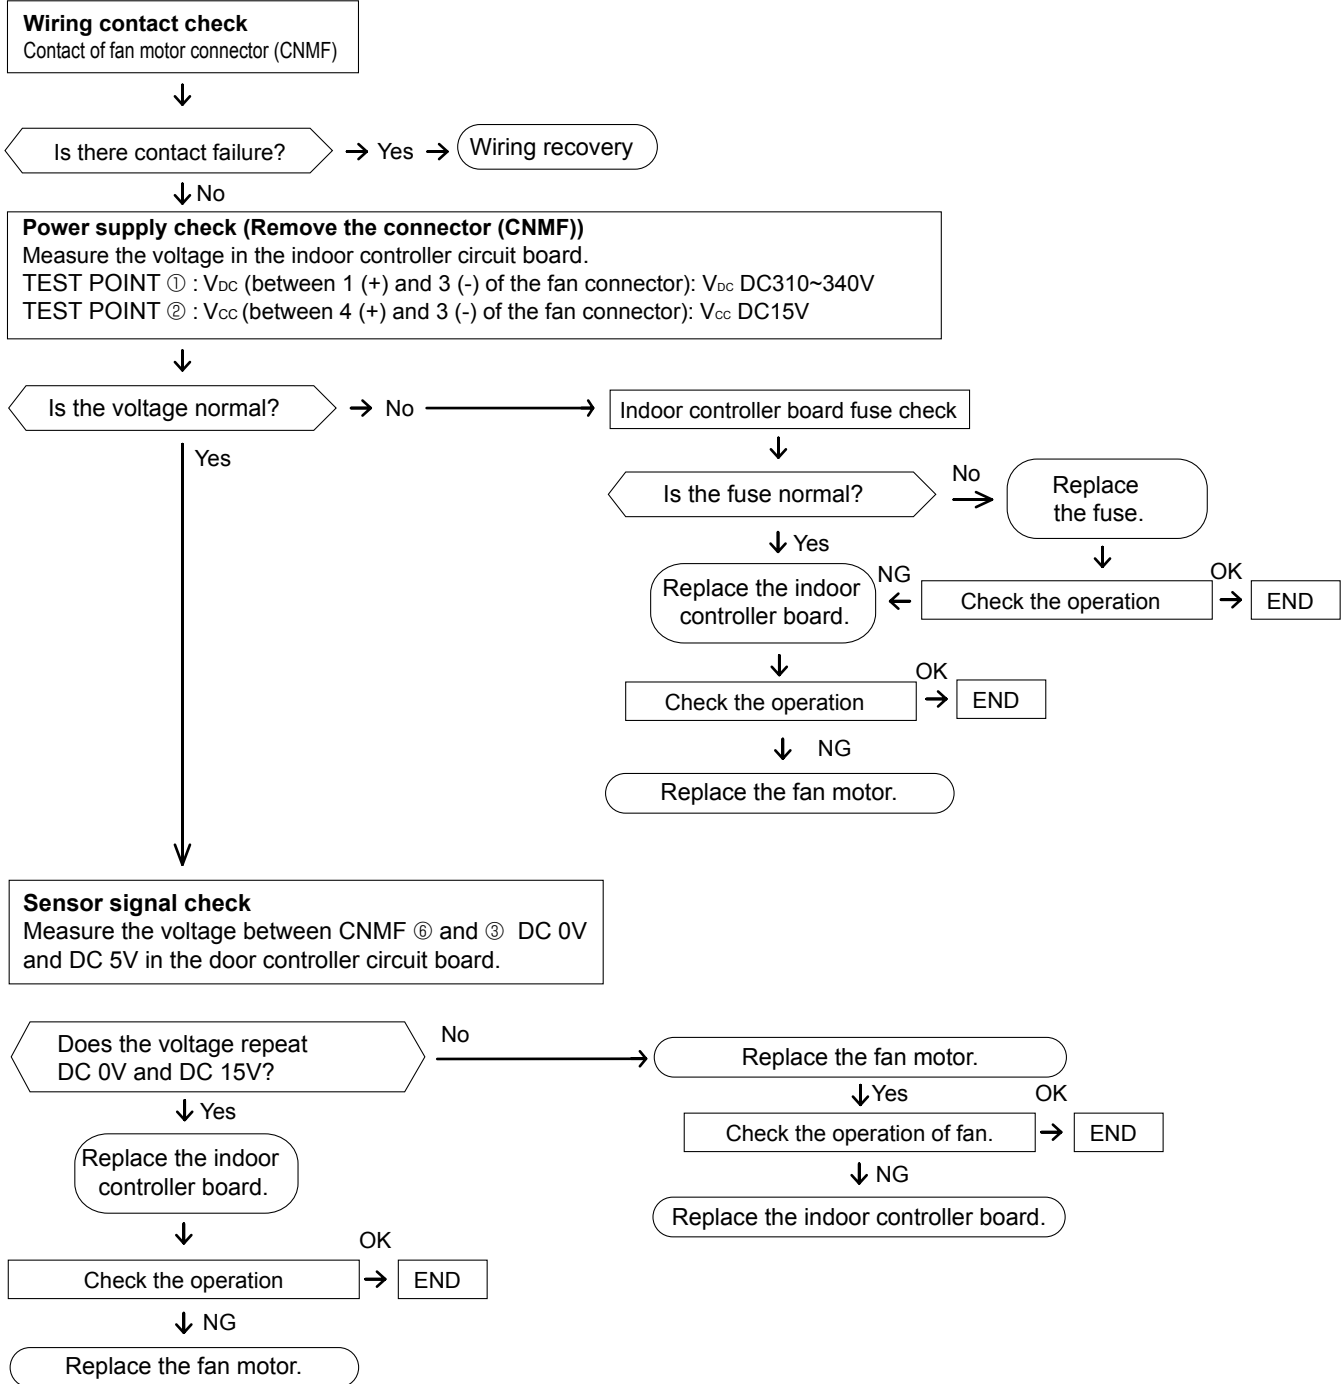 Wiring contact check
Contact of fan motor connector (CNMF)
Is there contact failure?
Yes
Wiring recovery
No
Power supply check (Remove the connector (CNMF))
Measure the voltage in the indoor controller circuit board.
TEST POINT ① : VDC (between 1 (+) and 3 (-) of the fan connector): VDC DC310~340V
TEST POINT ② : VCC (between 4 (+) and 3 (-) of the fan connector): VCC DC15V
Is the voltage normal?
No
Indoor controller board fuse check
Yes
Is the fuse normal?
No
Replace
the fuse.
Yes
Replace the indoor
controller board.
NG
Check the operation
OK
END
Check the operation
OK
END
NG
Replace the fan motor.
Sensor signal check
Measure the voltage between CNMF ⑥ and ③ DC 0V
and DC 5V in the door controller circuit board.
Does the voltage repeat
DC 0V and DC 15V?
No
Replace the fan motor.
Yes
Check the operation of fan.
OK
END
NG
Replace the indoor controller board.
Yes
Replace the indoor
controller board.
Check the operation
OK
END
NG
Replace the fan motor.